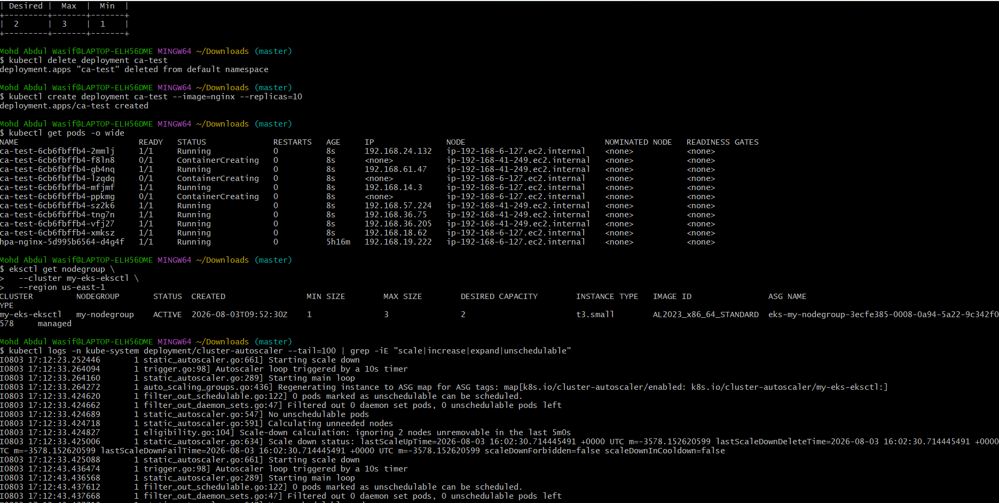 | Desired |  Max  |  Min  |
+---------+-------+-------+
|  2      |  3    |  1    |
+---------+-------+-------+
Mohd Abdul Wasif@LAPTOP-ELH56DME MINGW64 ~/Downloads (master)
$ kubectl delete deployment ca-test
deployment.apps "ca-test" deleted from default namespace
Mohd Abdul Wasif@LAPTOP-ELH56DME MINGW64 ~/Downloads (master)
$ kubectl create deployment ca-test --image=nginx --replicas=10
deployment.apps/ca-test created
Mohd Abdul Wasif@LAPTOP-ELH56DME MINGW64 ~/Downloads (master)
$ kubectl get pods -o wide
NAME                         READY   STATUS              RESTARTS   AGE     IP               NODE                             NOMINATED NODE   READINESS GATES
ca-test-6cb6fbffb4-2mmlj     1/1     Running             0          8s      192.168.24.132   ip-192-168-6-127.ec2.internal    <none>           <none>
ca-test-6cb6fbffb4-f8ln8     0/1     ContainerCreating   0          8s      <none>           ip-192-168-41-249.ec2.internal   <none>           <none>
ca-test-6cb6fbffb4-gb4nq     1/1     Running             0          8s      192.168.61.47    ip-192-168-41-249.ec2.internal   <none>           <none>
ca-test-6cb6fbffb4-lzqdq     0/1     ContainerCreating   0          8s      <none>           ip-192-168-6-127.ec2.internal    <none>           <none>
ca-test-6cb6fbffb4-mfjmf     1/1     Running             0          8s      192.168.14.3     ip-192-168-6-127.ec2.internal    <none>           <none>
ca-test-6cb6fbffb4-ppkmg     0/1     ContainerCreating   0          8s      <none>           ip-192-168-6-127.ec2.internal    <none>           <none>
ca-test-6cb6fbffb4-sz2k6     1/1     Running             0          8s      192.168.57.224   ip-192-168-41-249.ec2.internal   <none>           <none>
ca-test-6cb6fbffb4-tng7n     1/1     Running             0          8s      192.168.36.75    ip-192-168-41-249.ec2.internal   <none>           <none>
ca-test-6cb6fbffb4-vfj27     1/1     Running             0          8s      192.168.36.205   ip-192-168-41-249.ec2.internal   <none>           <none>
ca-test-6cb6fbffb4-xmksz     1/1     Running             0          8s      192.168.18.62    ip-192-168-6-127.ec2.internal    <none>           <none>
hpa-nginx-5d995b6564-d4g4f   1/1     Running             0          5h16m   192.168.19.222   ip-192-168-6-127.ec2.internal    <none>           <none>
Mohd Abdul Wasif@LAPTOP-ELH56DME MINGW64 ~/Downloads (master)
$ eksctl get nodegroup \
>   --cluster my-eks-eksctl \
>   --region us-east-1
CLUSTER         NODEGROUP       STATUS  CREATED                 MIN SIZE        MAX SIZE        DESIRED CAPACITY        INSTANCE TYPE   IMAGE ID                ASG NAME
YPE
my-eks-eksctl   my-nodegroup    ACTIVE  2026-08-03T09:52:30Z    1               3               2                       t3.small        AL2023_x86_64_STANDARD  eks-my-nodegroup-3ecfe385-0008-0a94-5a22-9c342f0
578     managed
Mohd Abdul Wasif@LAPTOP-ELH56DME MINGW64 ~/Downloads (master)
$ kubectl logs -n kube-system deployment/cluster-autoscaler --tail=100 | grep -iE "scale|increase|expand|unschedulable"
I0803 17:12:23.252446       1 static_autoscaler.go:661] Starting scale down
I0803 17:12:33.264094       1 trigger.go:98] Autoscaler loop triggered by a 10s timer
I0803 17:12:33.264160       1 static_autoscaler.go:289] Starting main loop
I0803 17:12:33.264272       1 auto_scaling_groups.go:436] Regenerating instance to ASG map for ASG tags: map[k8s.io/cluster-autoscaler/enabled: k8s.io/cluster-autoscaler/my-eks-eksctl:]
I0803 17:12:33.424620       1 filter_out_schedulable.go:122] 0 pods marked as unschedulable can be scheduled.
I0803 17:12:33.424662       1 filter_out_daemon_sets.go:47] Filtered out 0 daemon set pods, 0 unschedulable pods left
I0803 17:12:33.424689       1 static_autoscaler.go:547] No unschedulable pods
I0803 17:12:33.424718       1 static_autoscaler.go:591] Calculating unneeded nodes
I0803 17:12:33.424827       1 eligibility.go:104] Scale-down calculation: ignoring 2 nodes unremovable in the last 5m0s
I0803 17:12:33.425006       1 static_autoscaler.go:634] Scale down status: lastScaleUpTime=2026-08-03 16:02:30.714445491 +0000 UTC m=-3578.152620599 lastScaleDownDeleteTime=2026-08-03 16:02:30.714445491 +0000
TC m=-3578.152620599 lastScaleDownFailTime=2026-08-03 16:02:30.714445491 +0000 UTC m=-3578.152620599 scaleDownForbidden=false scaleDownInCooldown=false
I0803 17:12:33.425088       1 static_autoscaler.go:661] Starting scale down
I0803 17:12:43.436474       1 trigger.go:98] Autoscaler loop triggered by a 10s timer
I0803 17:12:43.436568       1 static_autoscaler.go:289] Starting main loop
I0803 17:12:43.437612       1 filter_out_schedulable.go:122] 0 pods marked as unschedulable can be scheduled.
I0803 17:12:43.437668       1 filter_out_daemon_sets.go:47] Filtered out 0 daemon set pods, 0 unschedulable pods left